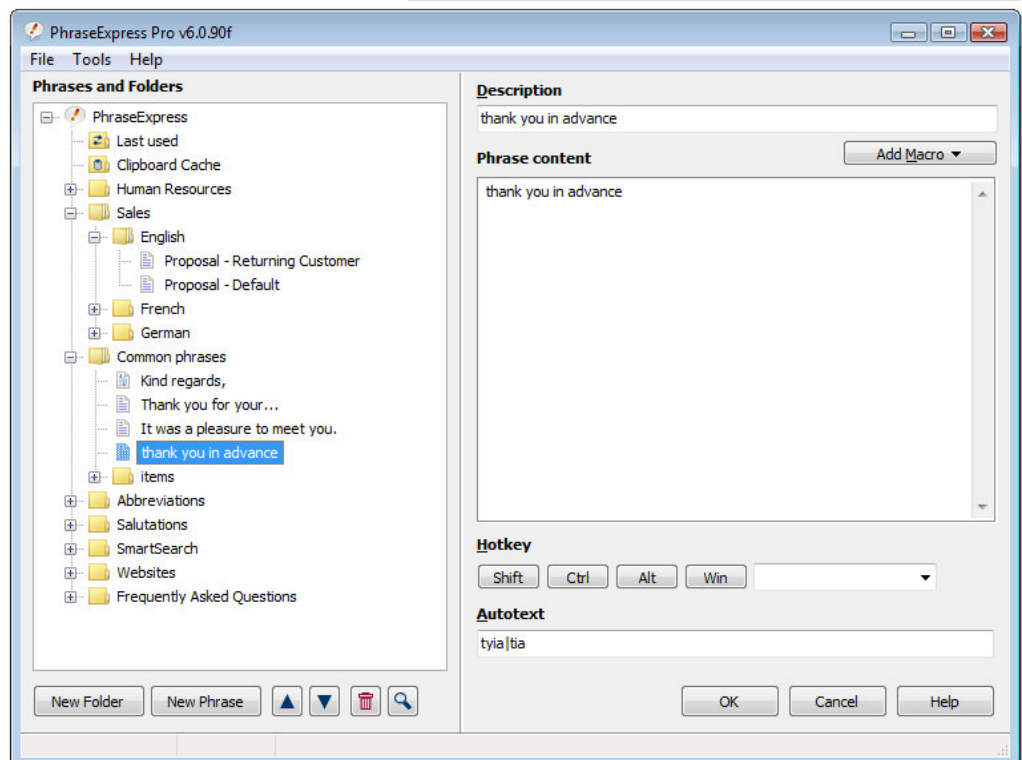 PhraseExpress Pro v6.0.90f
File Tools Help
Phrases and Folders
PhraseExpress
Last used
Clipboard Cache
Human Resources
Sales
English
Proposal - Returning Customer
Proposal - Default
French
German
Common phrases
Kind regards,
Thank you for your...
It was a pleasure to meet you.
thank you in advance
items
Abbreviations
Salutations
SmartSearch
Websites
Frequently Asked Questions
New Folder New Phrase
Description
thank you in advance
Phrase content Add Macro
thank you in advance
Hotkey
Shift Ctrl Alt Win
Autotext
tyia|tia
OK Cancel Help